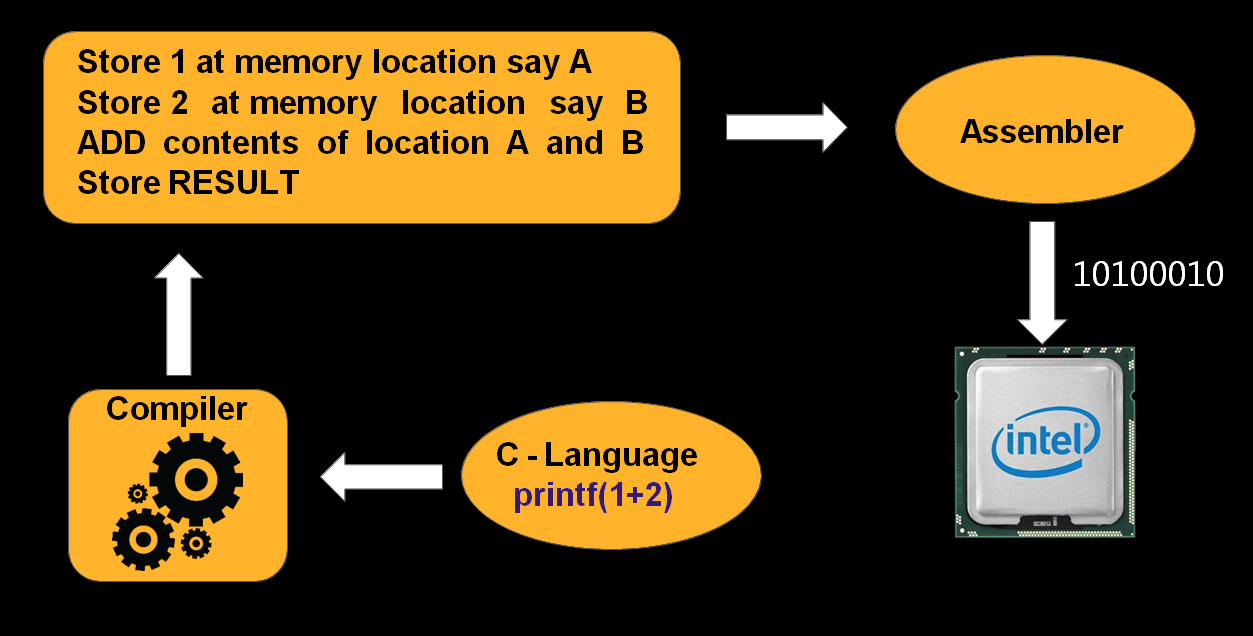 Store 1 at memory location say A
Store 2 at memory location say B
ADD contents of location A and B
Store RESULT
Assembler
10100010
intel
Compiler
C - Language
printf(1+2)